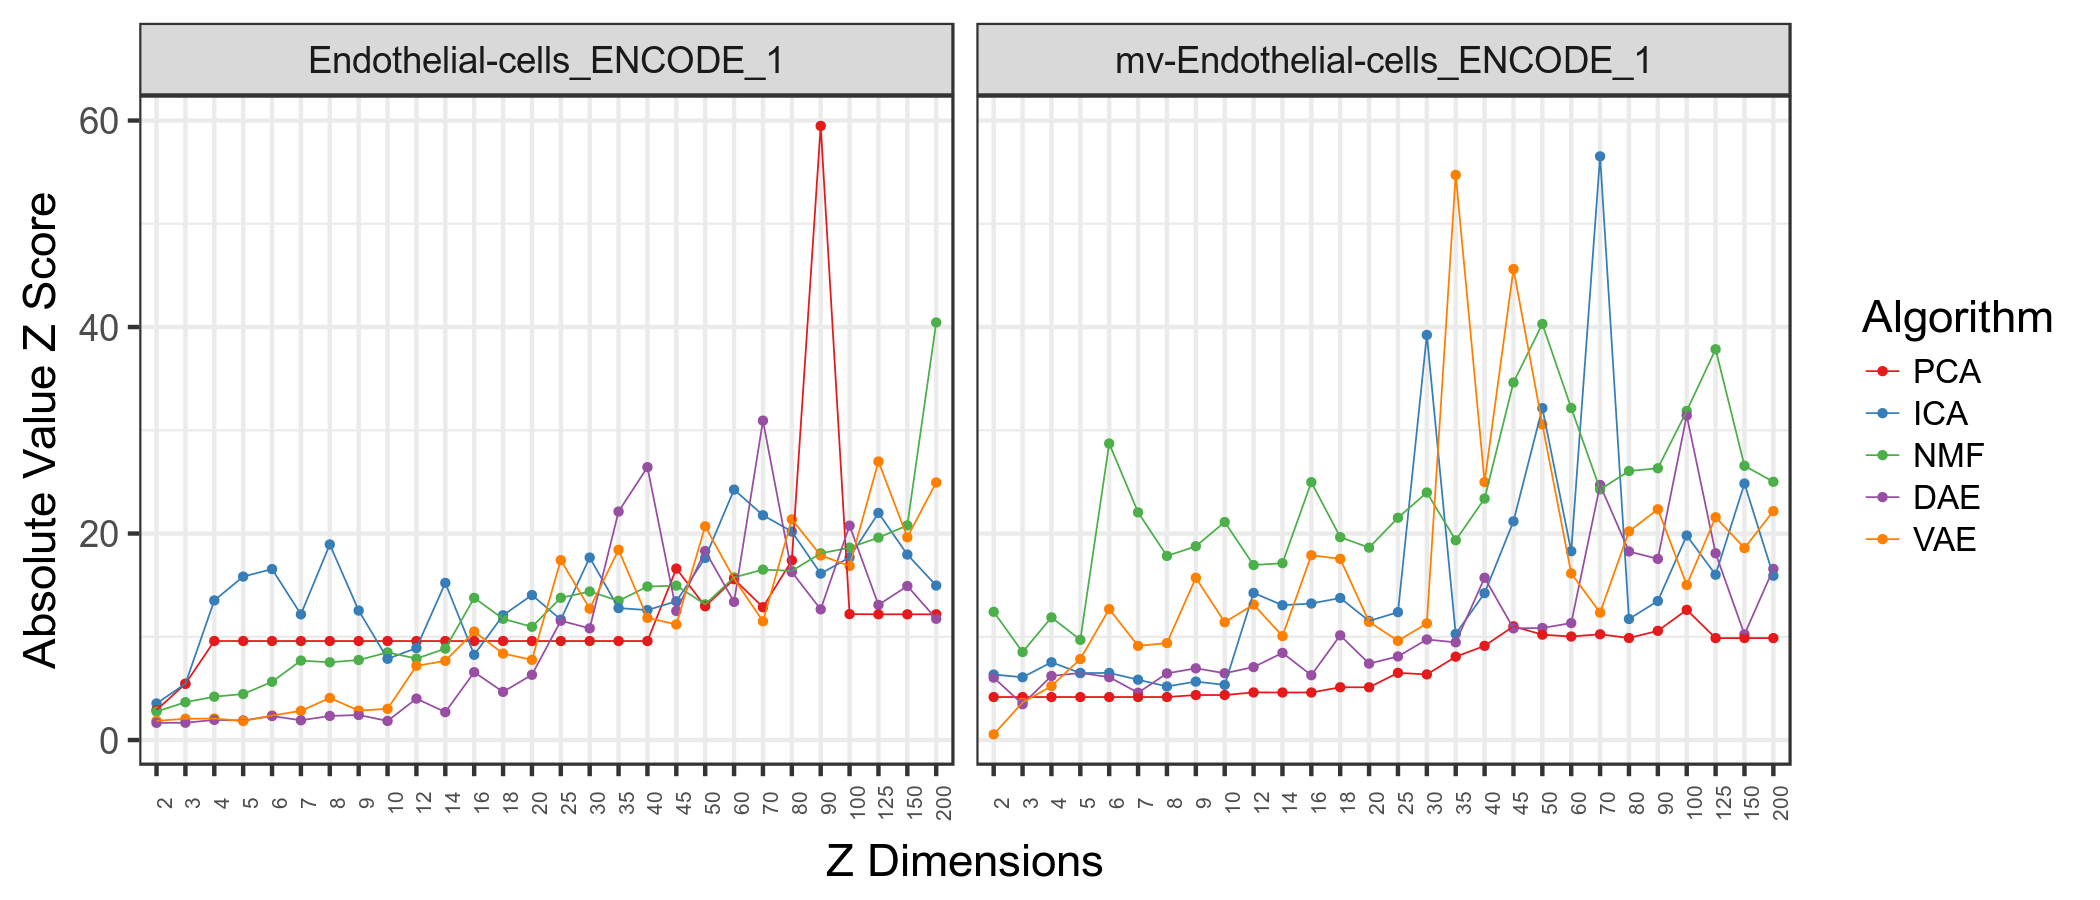 Endothelial-cells_ENCODE_1 mv-Endothelial-cells_ENCODE_1
60
40
20
0
Absolute Value Z Score
2 3 4 5 6 7 8 9 10 12 14 16 18 20 25 30 35 40 45 50 60 70 80 90 100 125 150 200
2 3 4 5 6 7 8 9 10 12 14 16 18 20 25 30 35 40 45 50 60 70 80 90 100 125 150 200
Z Dimensions
Algorithm
PCA
ICA
NMF
DAE
VAE